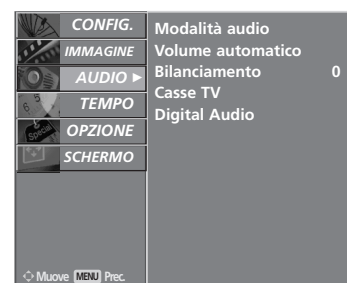 CONFIG.
IMMAGINE
AUDIO
TEMPO
OPZIONE
SCHERMO
Modalità audio
Volume automatico
Bilanciamento 0
Casse TV
Digital Audio
Muove MENU Prec.